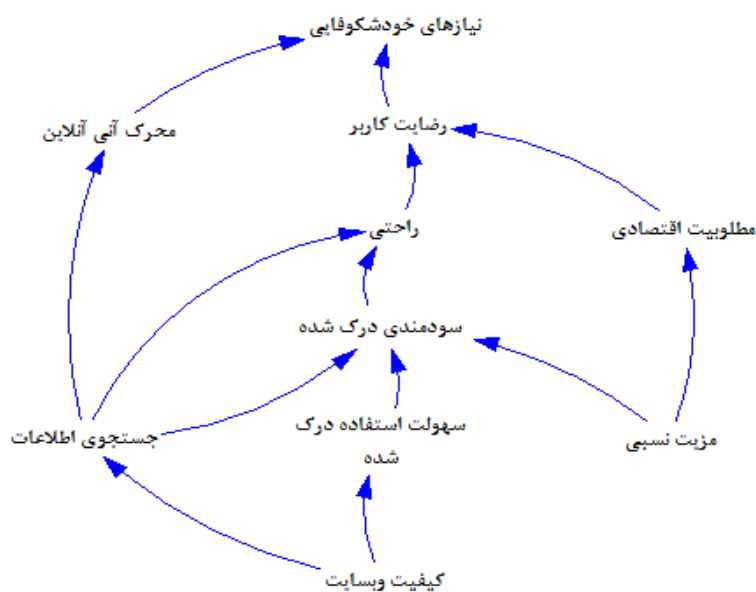 نیازهای خودشکوفایی
محرک آنی آنلاین
رضایت کاربر
راحتی
مطلوبیت اقتصادی
سودمندی درک شده
جستجوی اطلاعات
سهولت استفاده درک
شده
مزیت نسبی
کیفیت وبسایت